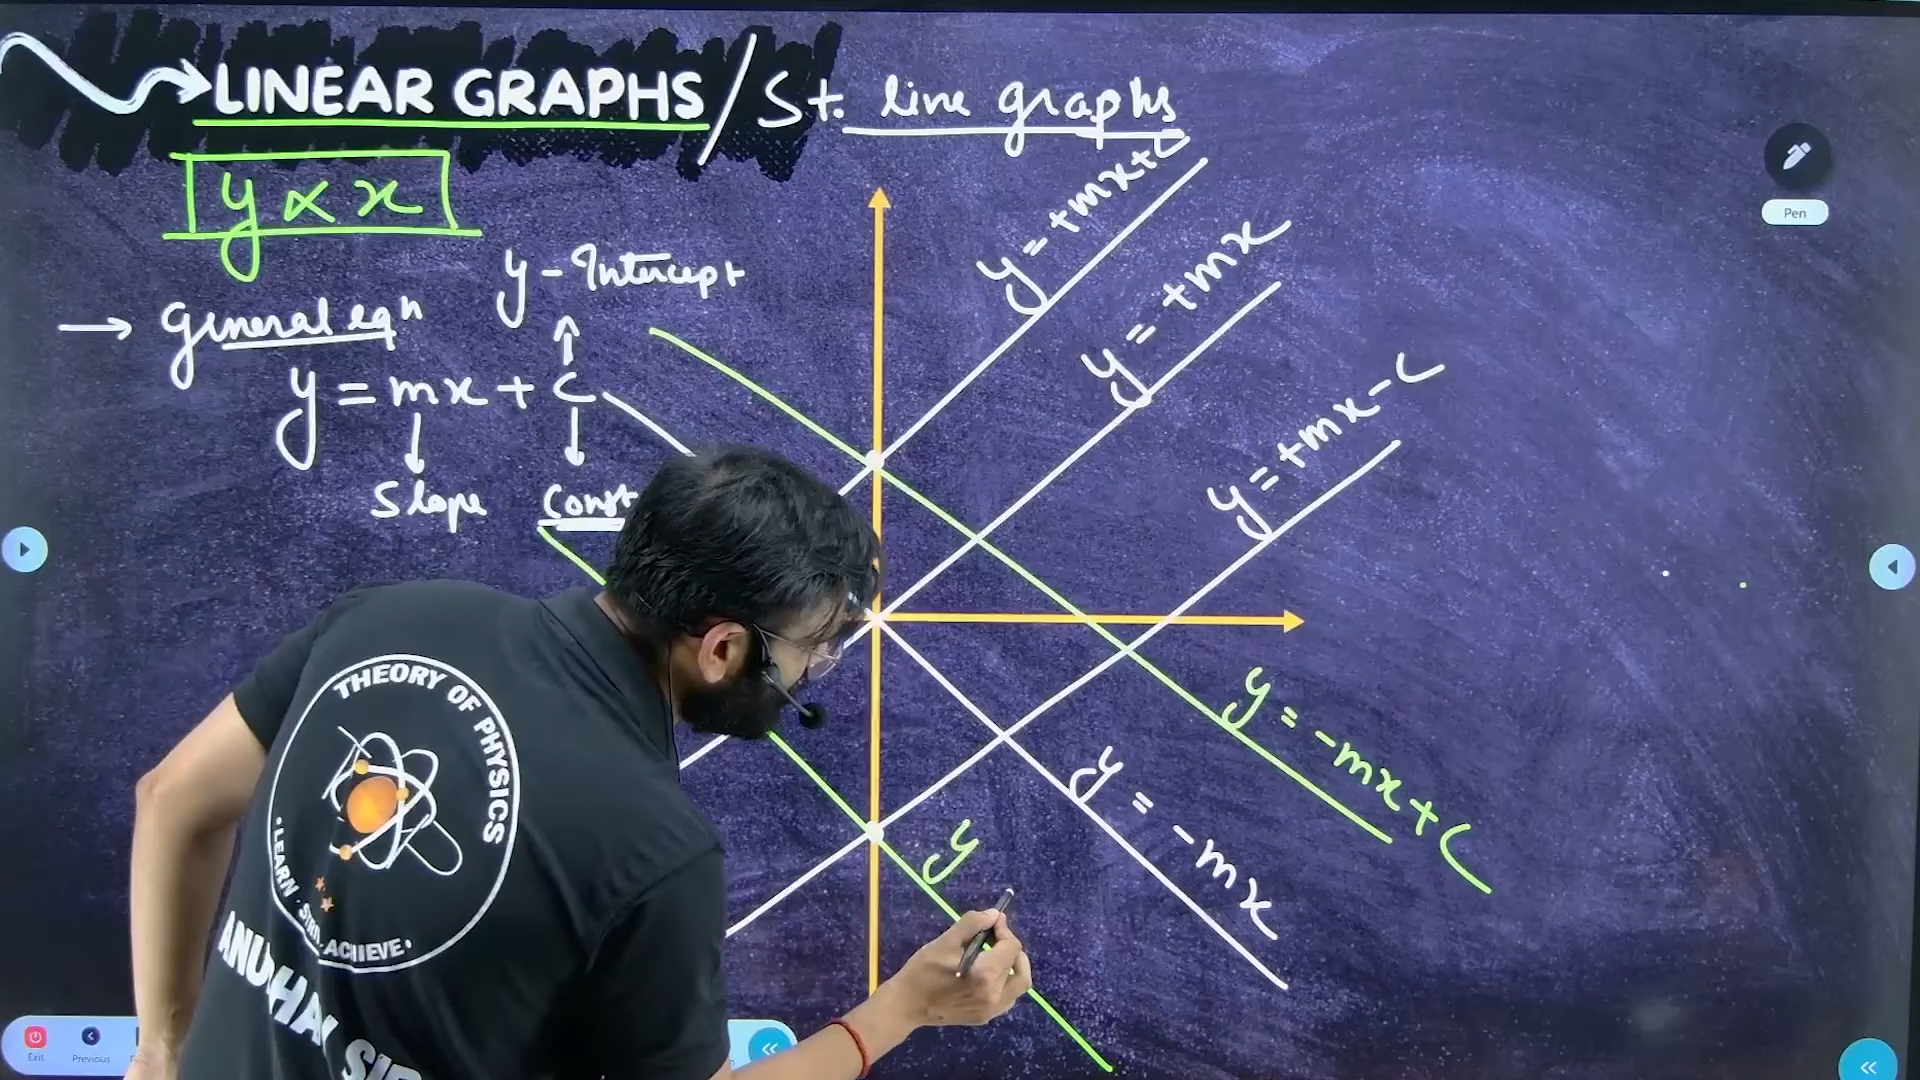 LINEAR GRAPHS / St. line graphs
y ∝ x
y - Intercept
→ General eqn
y = mx + c
Slope
Const
y = +mx+c
y = +mx
y = +mx-c
y = -mx+c
y = -mx
y
Pen
THEORY OF PHYSICS
ACHIEVE
Exit
Previous